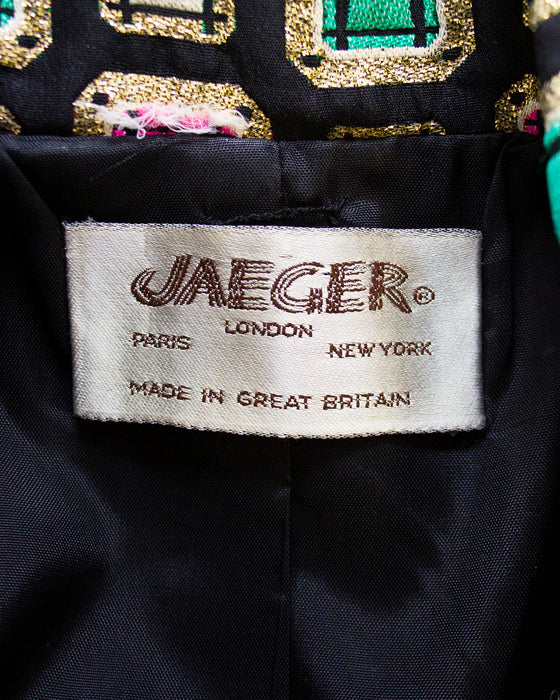 JAEGER®
LONDON
PARIS NEW YORK
MADE IN GREAT BRITAIN